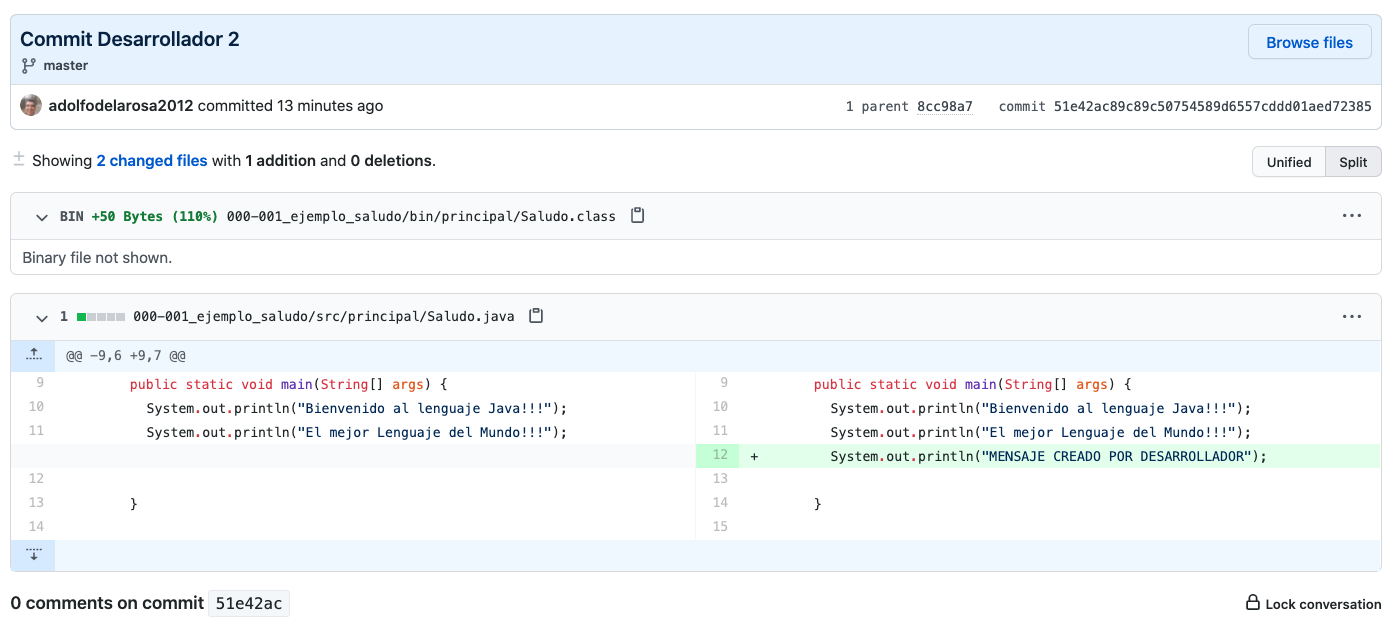 Commit Desarrollador 2
Browse files
master
adolfodelarosa2012 committed 13 minutes ago
1 parent 8cc98a7 commit 51e42ac89c89c50754589d6557cddd01aed72385
Showing 2 changed files with 1 addition and 0 deletions.
Unified Split
BIN +50 Bytes (110%) 000-001_ejemplo_saludo/bin/principal/Saludo.class
Binary file not shown.
1 000-001_ejemplo_saludo/src/principal/Saludo.java
@@ -9,6 +9,7 @@
9 public static void main(String[] args) { 9 public static void main(String[] args) {
10 System.out.println("Bienvenido al lenguaje Java!!!"); 10 System.out.println("Bienvenido al lenguaje Java!!!");
11 System.out.println("El mejor Lenguaje del Mundo!!!"); 11 System.out.println("El mejor Lenguaje del Mundo!!!");
12 + System.out.println("MENSAJE CREADO POR DESARROLLADOR");
12 13
13 } 14 }
14 15
0 comments on commit 51e42ac
Lock conversation